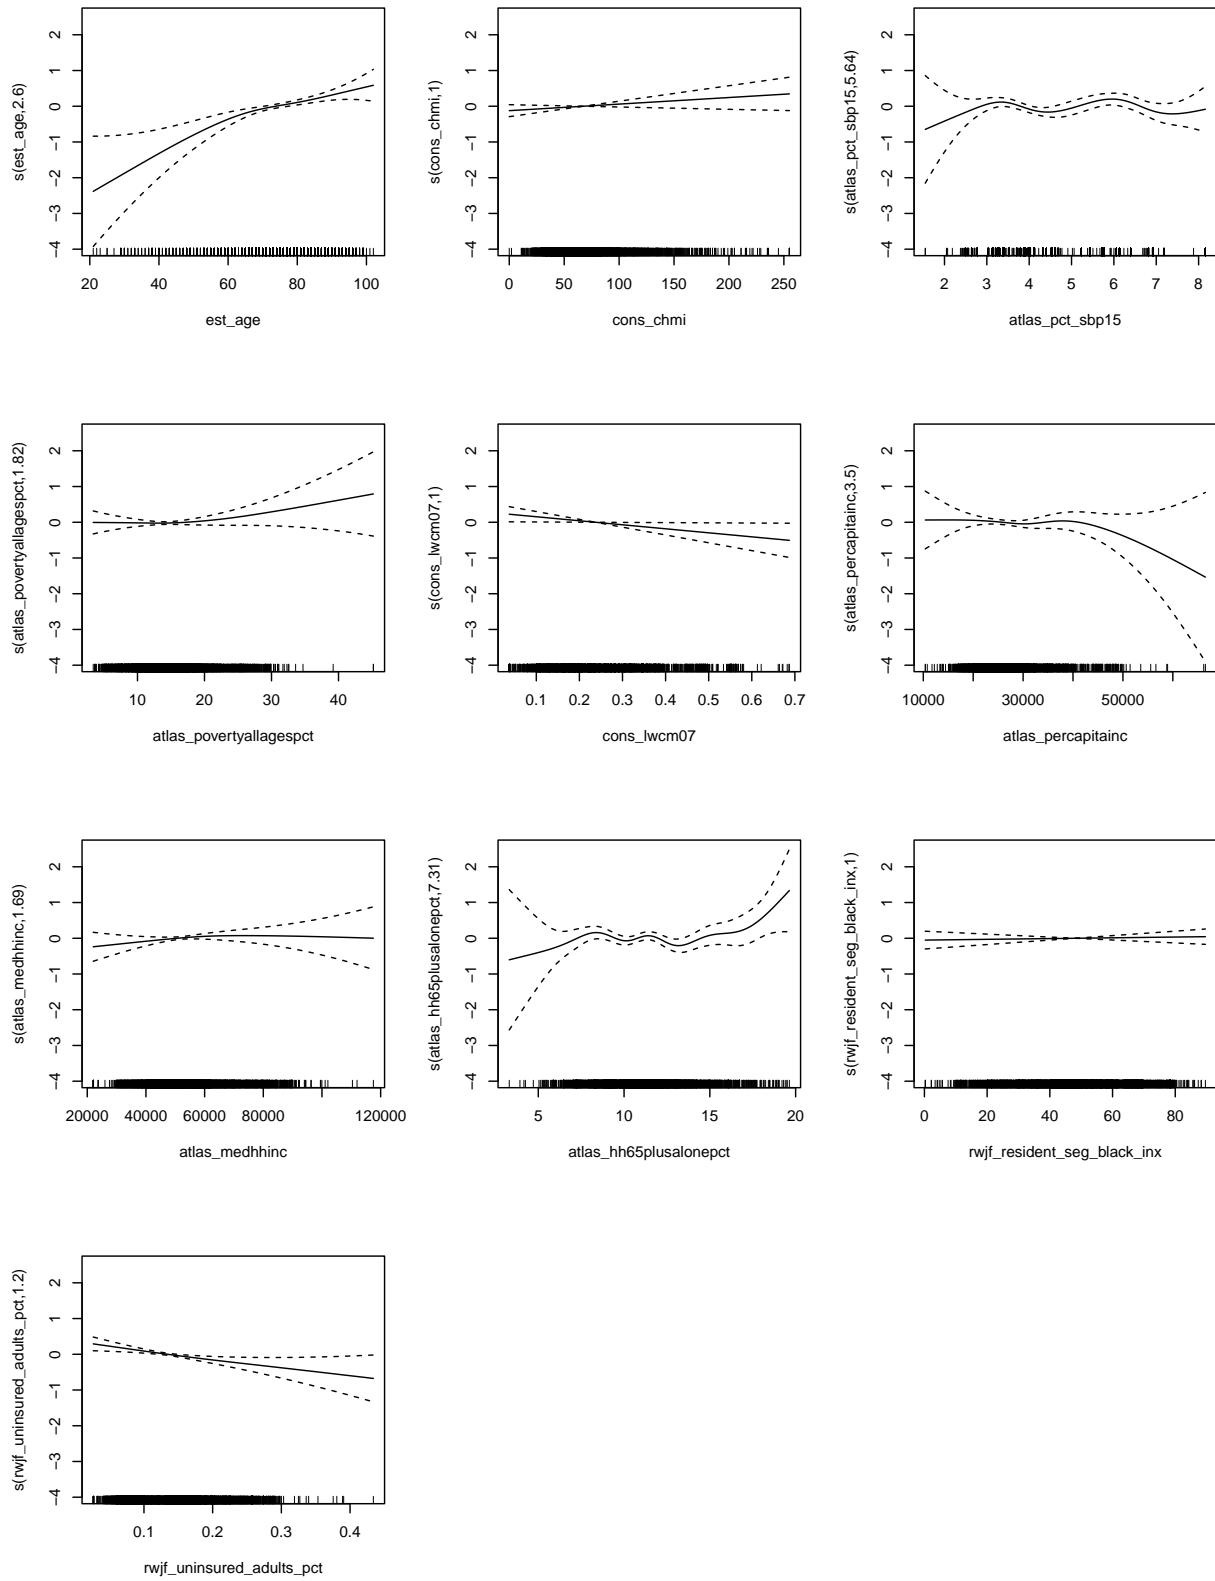 s(est_age,2.6)
2
1
0
−1
−2
−3
−4
20 40 60 80 100
est_age
s(cons_chmi,1)
2
1
0
−1
−2
−3
−4
0 50 100 150 200 250
cons_chmi
s(atlas_pct_sbp15,5.64)
2
1
0
−1
−2
−3
−4
2 3 4 5 6 7 8
atlas_pct_sbp15
s(atlas_povertyallagespct,1.82)
2
1
0
−1
−2
−3
−4
10 20 30 40
atlas_povertyallagespct
s(cons_lwcm07,1)
2
1
0
−1
−2
−3
−4
0.1 0.2 0.3 0.4 0.5 0.6 0.7
cons_lwcm07
s(atlas_percapitainc,3.5)
2
1
0
−1
−2
−3
−4
10000 30000 50000
atlas_percapitainc
s(atlas_medhhinc,1.69)
2
1
0
−1
−2
−3
−4
20000 40000 60000 80000 120000
atlas_medhhinc
s(atlas_hh65plusalonepct,7.31)
2
1
0
−1
−2
−3
−4
5 10 15 20
atlas_hh65plusalonepct
s(rwjf_resident_seg_black_inx,1)
2
1
0
−1
−2
−3
−4
0 20 40 60 80
rwjf_resident_seg_black_inx
s(rwjf_uninsured_adults_pct,1.2)
2
1
0
−1
−2
−3
−4
0.1 0.2 0.3 0.4
rwjf_uninsured_adults_pct